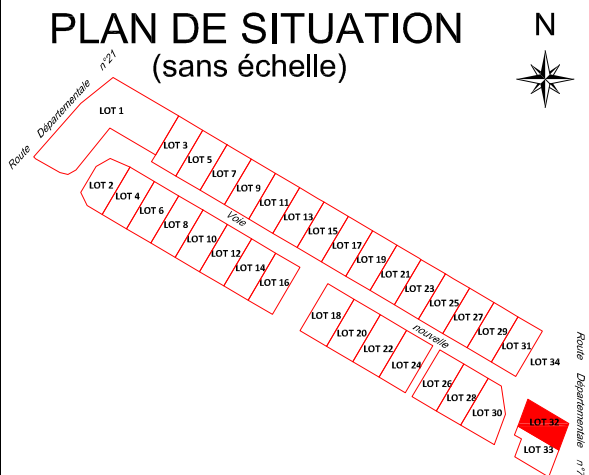 PLAN DE SITUATION
(sans échelle)
N
Route Départementale n°21
LOT 1
LOT 3
LOT 5
LOT 7
LOT 9
LOT 11
LOT 13
LOT 15
LOT 17
LOT 19
LOT 21
LOT 23
LOT 25
LOT 27
LOT 29
LOT 31
LOT 34
Voie nouvelle
LOT 2
LOT 4
LOT 6
LOT 8
LOT 10
LOT 12
LOT 14
LOT 16
LOT 18
LOT 20
LOT 22
LOT 24
LOT 26
LOT 28
LOT 30
LOT 32
LOT 33
Route Départementale